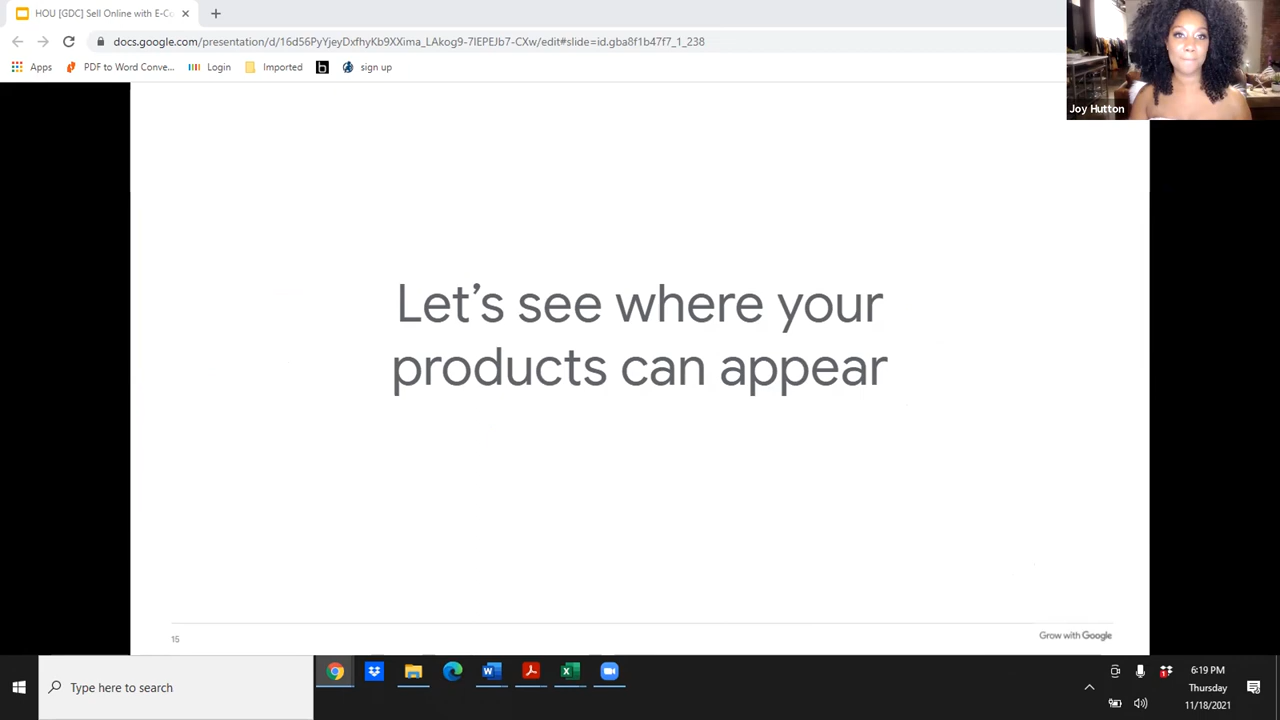 HOU [GDC] Sell Online with E-Co
docs.google.com/presentation/d/16d56PyYjeyDxfhyKb9XXima_LAkog9-7IEPEJb7-CXw/edit#slide=id.gba8f1b47f7_1_238
Apps PDF to Word Conve... Login Imported b sign up
Joy Hutton
Let's see where your
products can appear
15
Grow with Google
Type here to search
6:19 PM
Thursday
11/18/2021